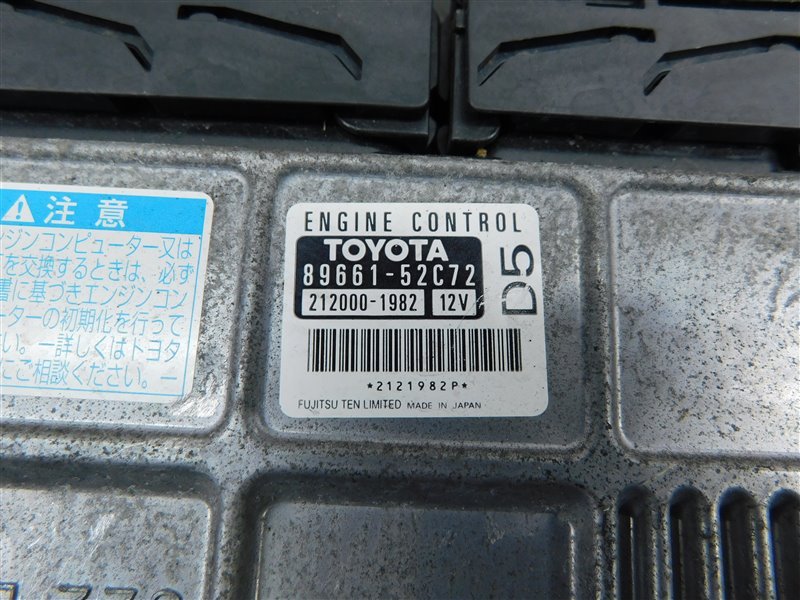 注意
ンジンコンピューター又は
を交換するときは、必ず
書に基づきエンジンコン
ーターの初期化を行って
い。ー詳しくはトヨタ
にご相談ください。ー
ENGINE CONTROL
TOYOTA
89661-52C72
212000-1982 12V
D5
*2121982P*
FUJITSU TEN LIMITED MADE IN JAPAN